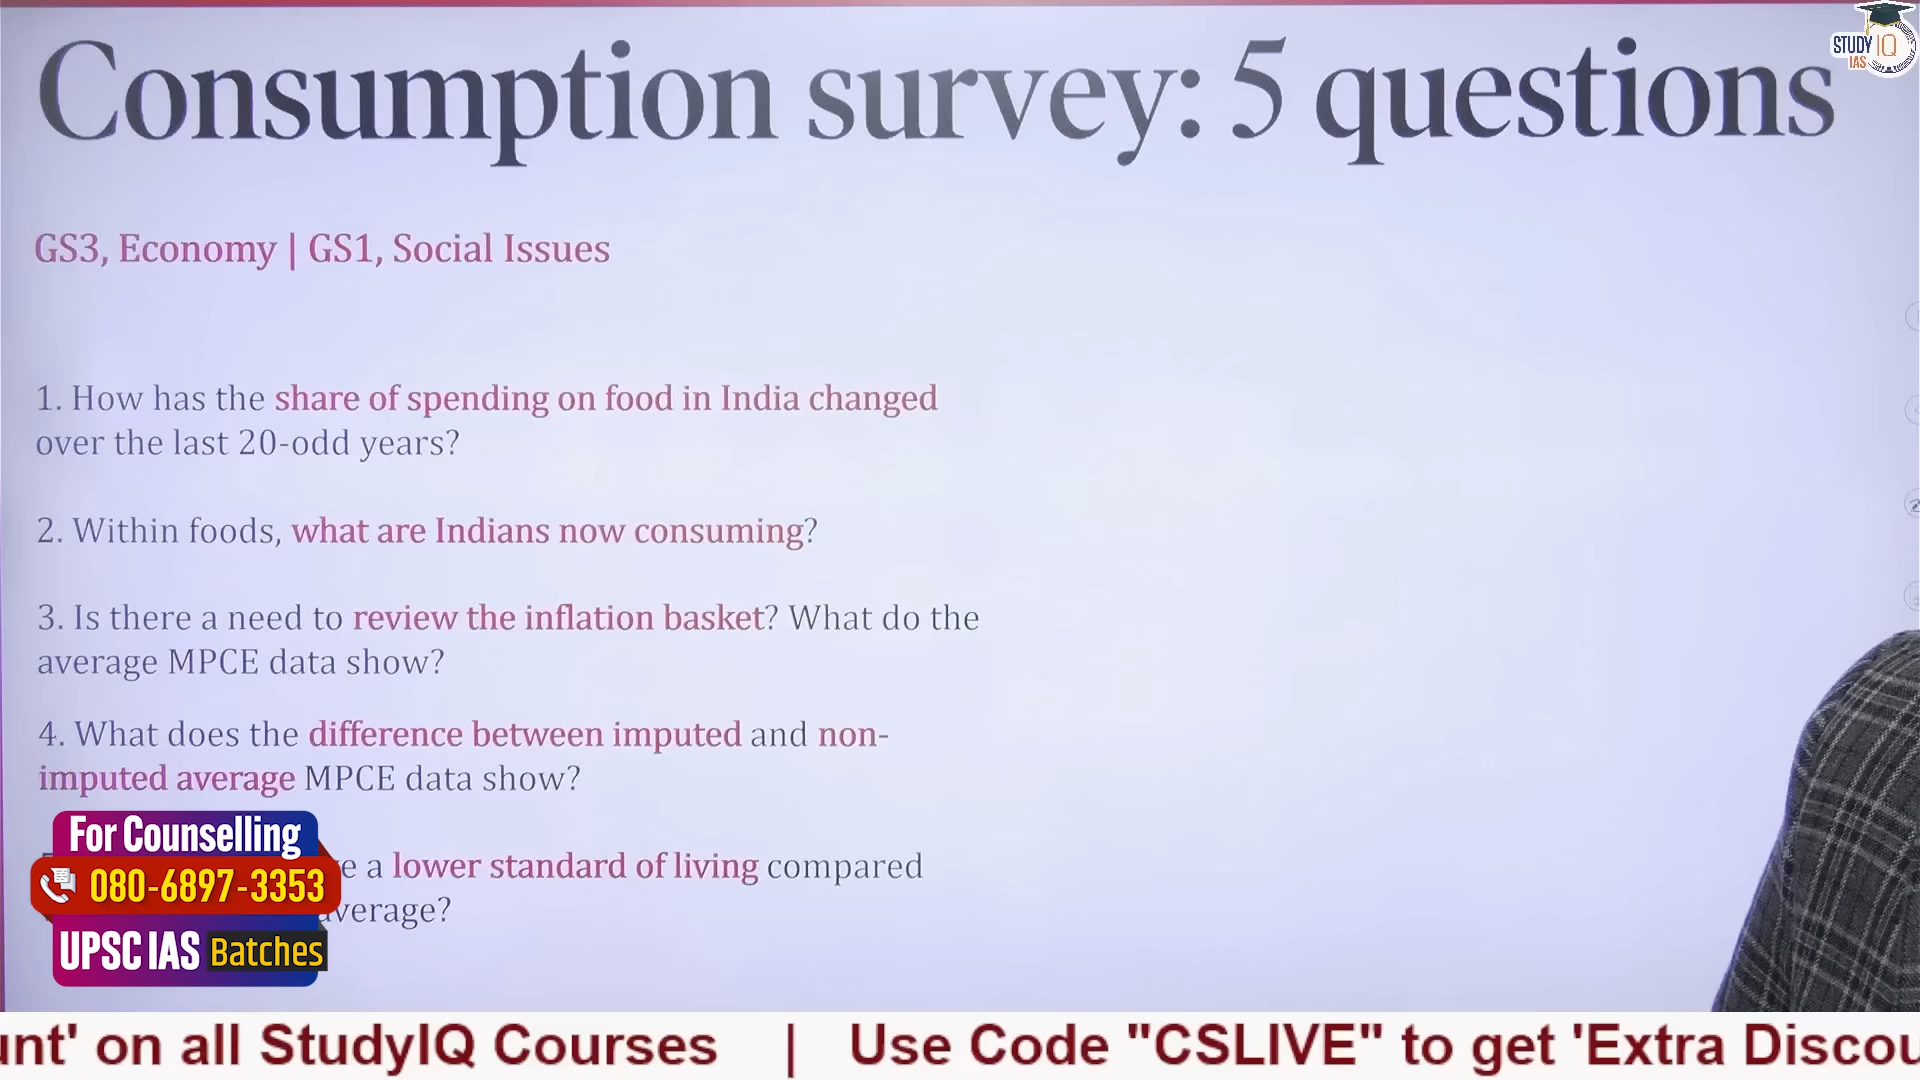 Consumption survey: 5 questions
STUDY IQ
IAS
GS3, Economy | GS1, Social Issues
1. How has the share of spending on food in India changed
over the last 20-odd years?
2. Within foods, what are Indians now consuming?
3. Is there a need to review the inflation basket? What do the
average MPCE data show?
4. What does the difference between imputed and non-
imputed average MPCE data show?
a lower standard of living compared
average?
For Counselling
080-6897-3353
UPSC IAS Batches
unt' on all StudyIQ Courses | Use Code "CSLIVE" to get 'Extra Discou